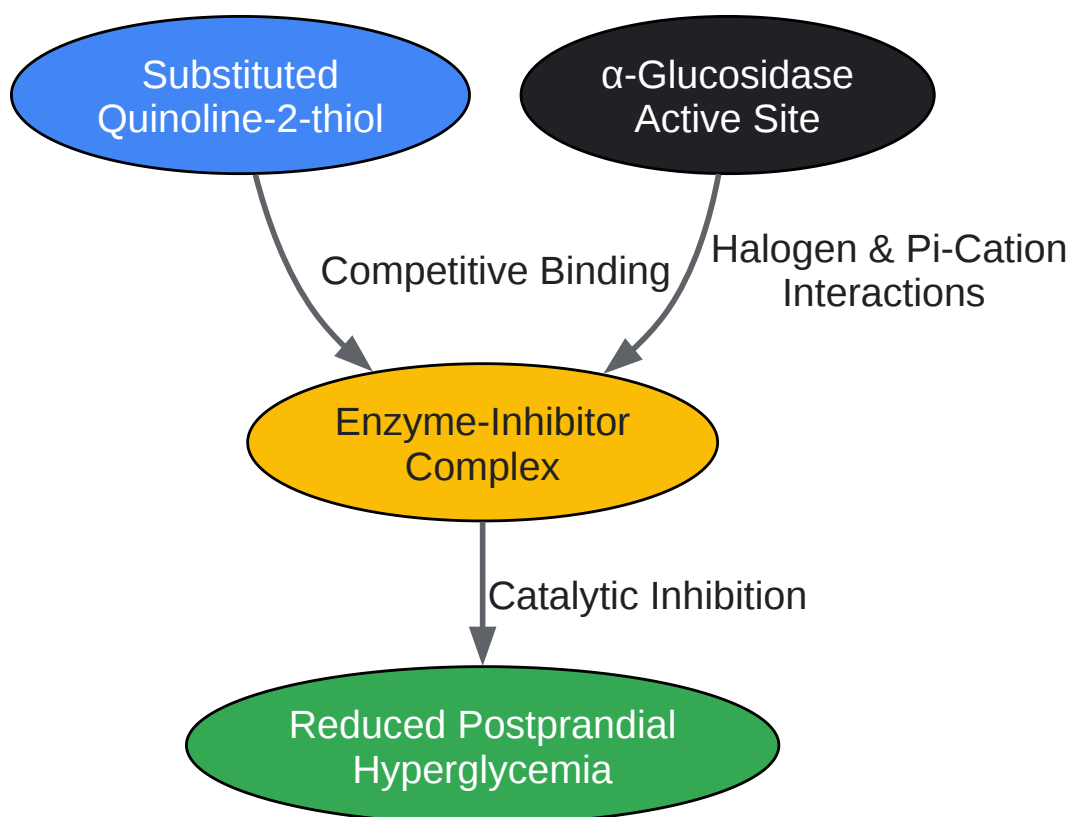 Substituted
Quinoline-2-thiol
α-Glucosidase
Active Site
Competitive Binding
Halogen & Pi-Cation
Interactions
Enzyme-Inhibitor
Complex
Catalytic Inhibition
Reduced Postprandial
Hyperglycemia